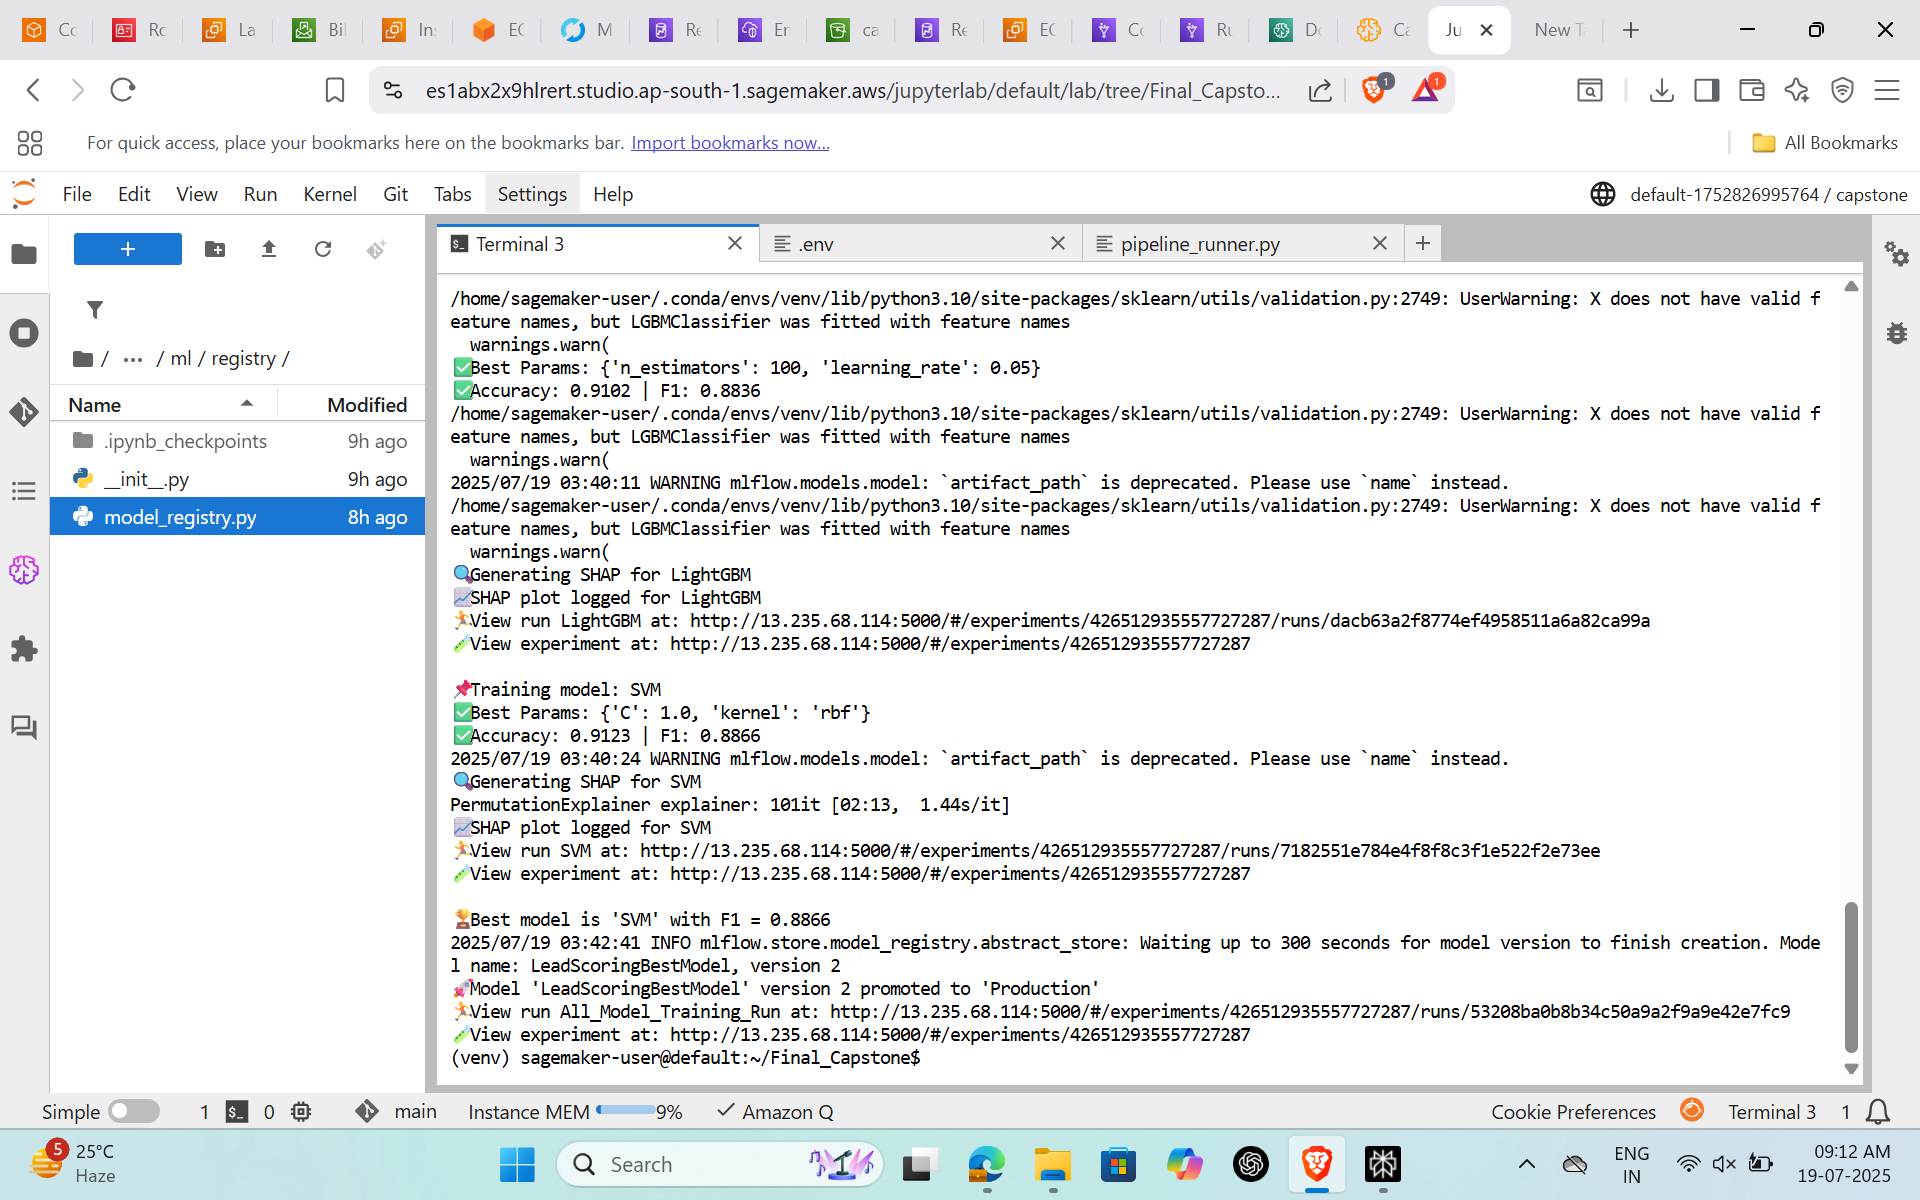 Cc
Rc
La
Bil
In:
EC
M
Re
Er
ca
Re
EC
Cc
Ru
Dc
Ca
Ju
New Ta
es1abx2x9hlrert.studio.ap-south-1.sagemaker.aws/jupyterlab/default/lab/tree/Final_Capsto...
1
1
For quick access, place your bookmarks here on the bookmarks bar. Import bookmarks now...
All Bookmarks
File Edit View Run Kernel Git Tabs Settings Help
default-1752826995764 / capstone
Terminal 3
.env
pipeline_runner.py
/ ... / ml / registry /
Name Modified
.ipynb_checkpoints 9h ago
__init__.py 9h ago
model_registry.py 8h ago
/home/sagemaker-user/.conda/envs/venv/lib/python3.10/site-packages/sklearn/utils/validation.py:2749: UserWarning: X does not have valid f
eature names, but LGBMClassifier was fitted with feature names
warnings.warn(
✅Best Params: {'n_estimators': 100, 'learning_rate': 0.05}
✅Accuracy: 0.9102 | F1: 0.8836
/home/sagemaker-user/.conda/envs/venv/lib/python3.10/site-packages/sklearn/utils/validation.py:2749: UserWarning: X does not have valid f
eature names, but LGBMClassifier was fitted with feature names
warnings.warn(
2025/07/19 03:40:11 WARNING mlflow.models.model: `artifact_path` is deprecated. Please use `name` instead.
/home/sagemaker-user/.conda/envs/venv/lib/python3.10/site-packages/sklearn/utils/validation.py:2749: UserWarning: X does not have valid f
eature names, but LGBMClassifier was fitted with feature names
warnings.warn(
🔍Generating SHAP for LightGBM
📈SHAP plot logged for LightGBM
🏃View run LightGBM at: http://13.235.68.114:5000/#/experiments/426512935557727287/runs/dacb63a2f8774ef4958511a6a82ca99a
🧪View experiment at: http://13.235.68.114:5000/#/experiments/426512935557727287
📌Training model: SVM
✅Best Params: {'C': 1.0, 'kernel': 'rbf'}
✅Accuracy: 0.9123 | F1: 0.8866
2025/07/19 03:40:24 WARNING mlflow.models.model: `artifact_path` is deprecated. Please use `name` instead.
🔍Generating SHAP for SVM
PermutationExplainer explainer: 101it [02:13,  1.44s/it]
📈SHAP plot logged for SVM
🏃View run SVM at: http://13.235.68.114:5000/#/experiments/426512935557727287/runs/7182551e784e4f8f8c3f1e522f2e73ee
🧪View experiment at: http://13.235.68.114:5000/#/experiments/426512935557727287
🏆Best model is 'SVM' with F1 = 0.8866
2025/07/19 03:42:41 INFO mlflow.store.model_registry.abstract_store: Waiting up to 300 seconds for model version to finish creation. Mode
l name: LeadScoringBestModel, version 2
🚀Model 'LeadScoringBestModel' version 2 promoted to 'Production'
🏃View run All_Model_Training_Run at: http://13.235.68.114:5000/#/experiments/426512935557727287/runs/53208ba0b8b34c50a9a2f9a9e42e7fc9
🧪View experiment at: http://13.235.68.114:5000/#/experiments/426512935557727287
(venv) sagemaker-user@default:~/Final_Capstone$
Simple 1 0 main Instance MEM 9% Amazon Q Cookie Preferences Terminal 3 1
5
25°C
Haze
Search
ENG
IN
09:12 AM
19-07-2025